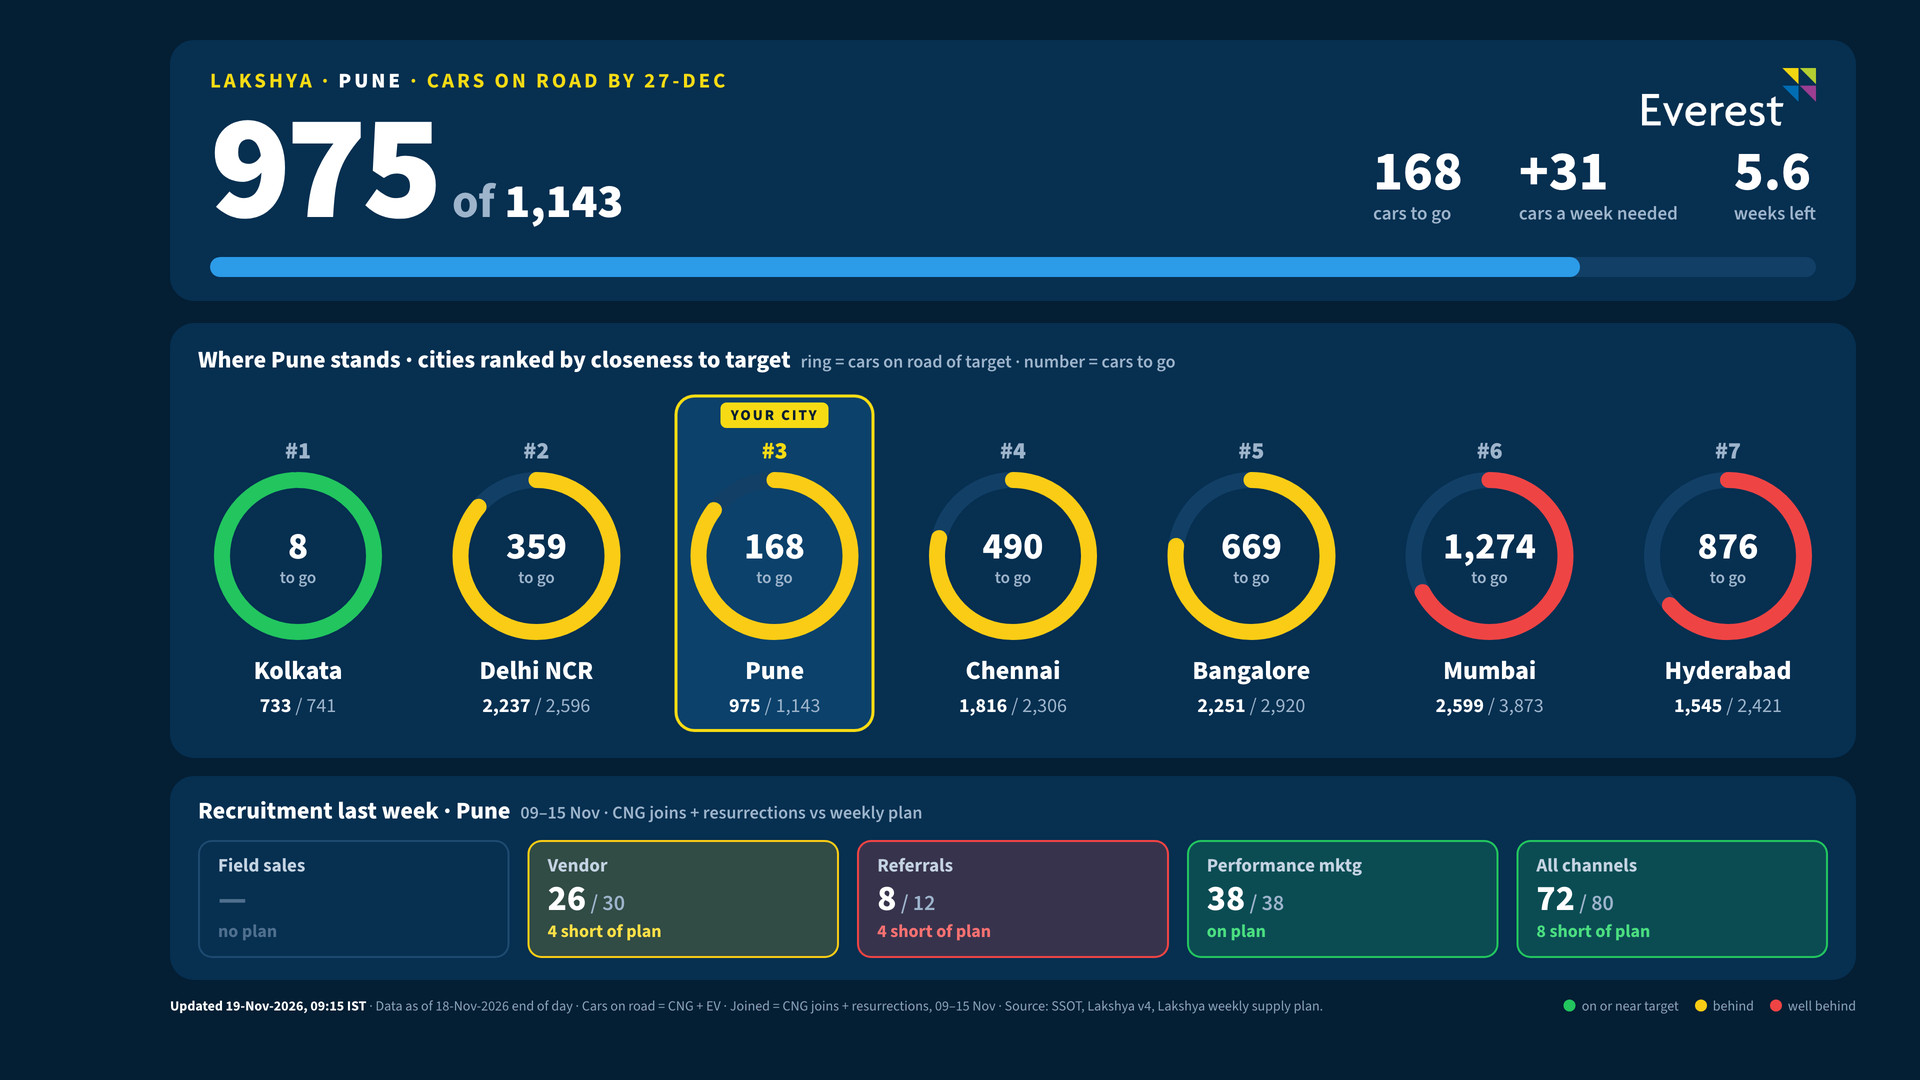 LAKSHYA · PUNE · CARS ON ROAD BY 27-DEC
Everest
975 of 1,143
168
cars to go
+31
cars a week needed
5.6
weeks left
Where Pune stands · cities ranked by closeness to target ring = cars on road of target · number = cars to go
#1
8
to go
Kolkata
733 / 741
#2
359
to go
Delhi NCR
2,237 / 2,596
YOUR CITY
#3
168
to go
Pune
975 / 1,143
#4
490
to go
Chennai
1,816 / 2,306
#5
669
to go
Bangalore
2,251 / 2,920
#6
1,274
to go
Mumbai
2,599 / 3,873
#7
876
to go
Hyderabad
1,545 / 2,421
Recruitment last week · Pune 09–15 Nov · CNG joins + resurrections vs weekly plan
Field sales
—
no plan
Vendor
26 / 30
4 short of plan
Referrals
8 / 12
4 short of plan
Performance mktg
38 / 38
on plan
All channels
72 / 80
8 short of plan
Updated 19-Nov-2026, 09:15 IST · Data as of 18-Nov-2026 end of day · Cars on road = CNG + EV · Joined = CNG joins + resurrections, 09–15 Nov · Source: SSOT, Lakshya v4, Lakshya weekly supply plan.
on or near target
behind
well behind